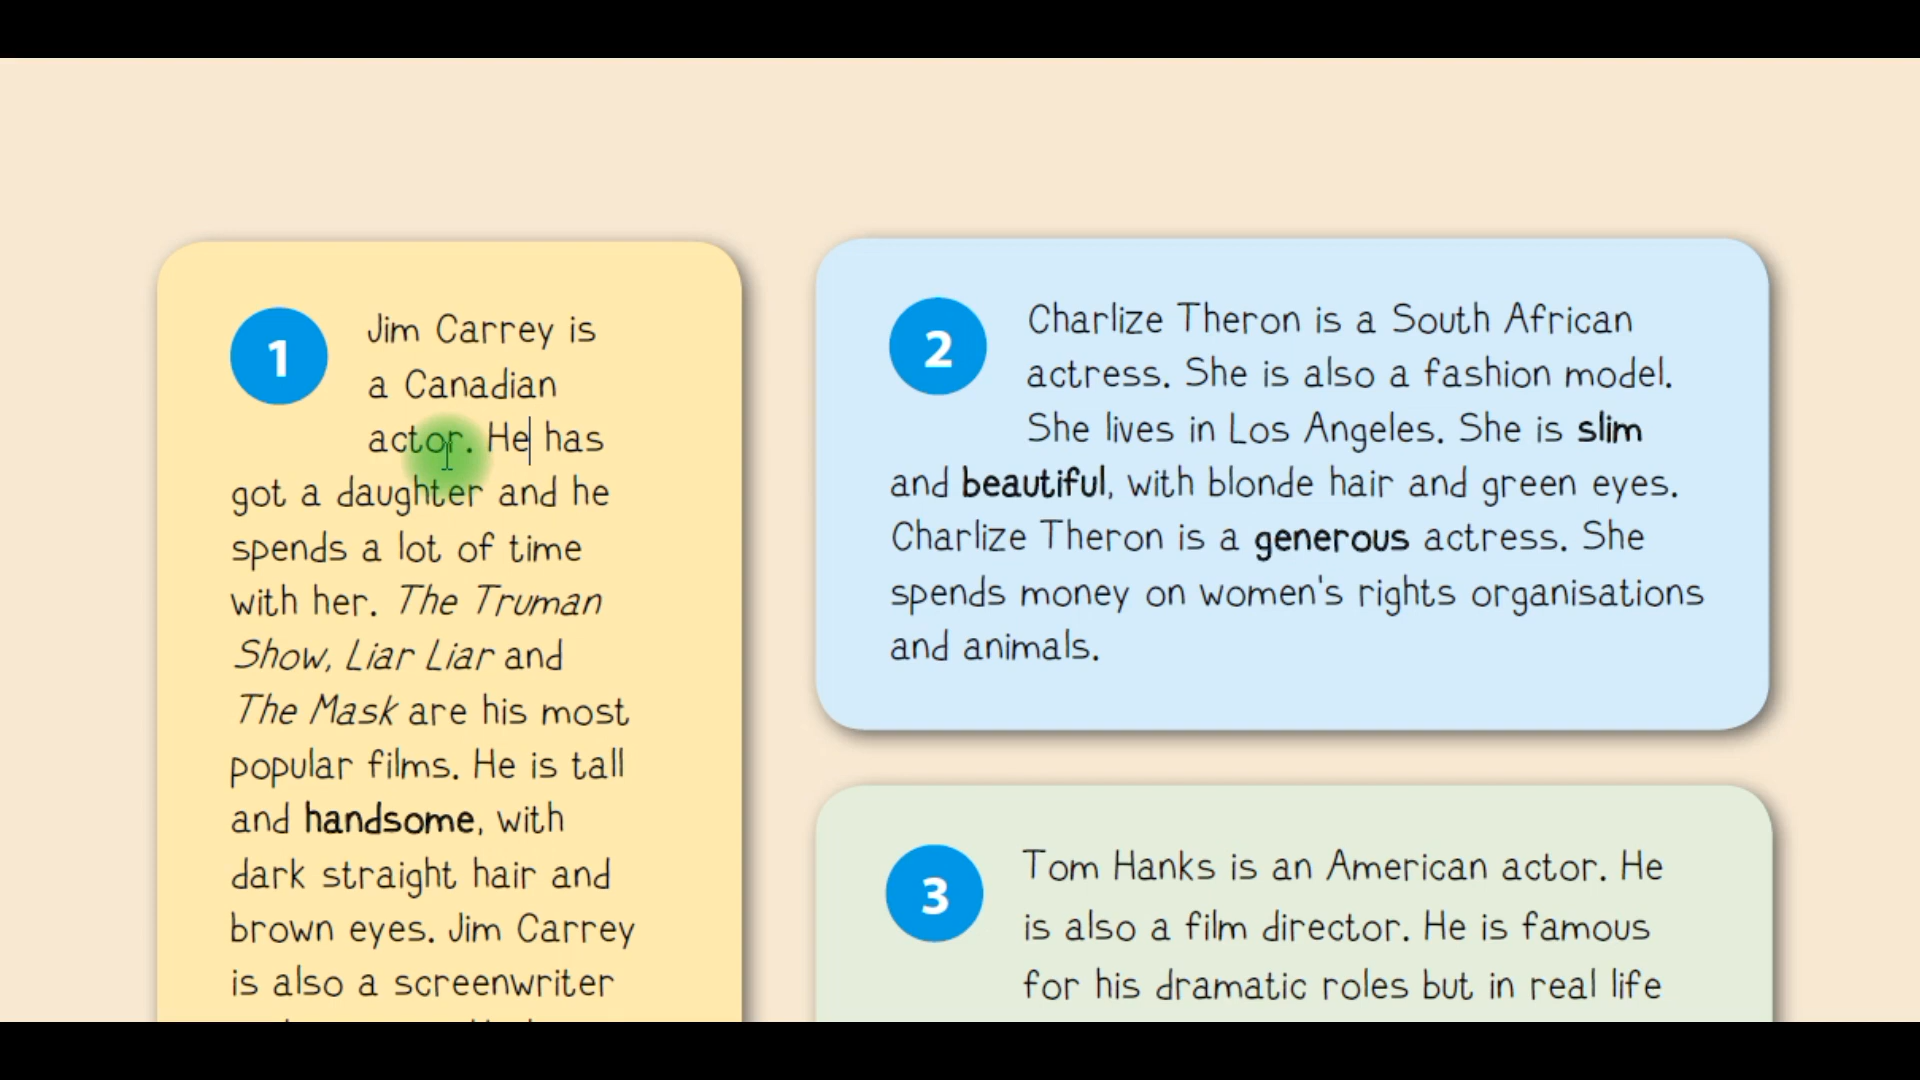 1
Jim Carrey is
a Canadian
actor. He has
got a daughter and he
spends a lot of time
with her. The Truman
Show, Liar Liar and
The Mask are his most
popular films. He is tall
and handsome, with
dark straight hair and
brown eyes. Jim Carrey
is also a screenwriter
2
Charlize Theron is a South African
actress. She is also a fashion model.
She lives in Los Angeles. She is slim
and beautiful, with blonde hair and green eyes.
Charlize Theron is a generous actress. She
spends money on women's rights organisations
and animals.
3
Tom Hanks is an American actor. He
is also a film director. He is famous
for his dramatic roles but in real life